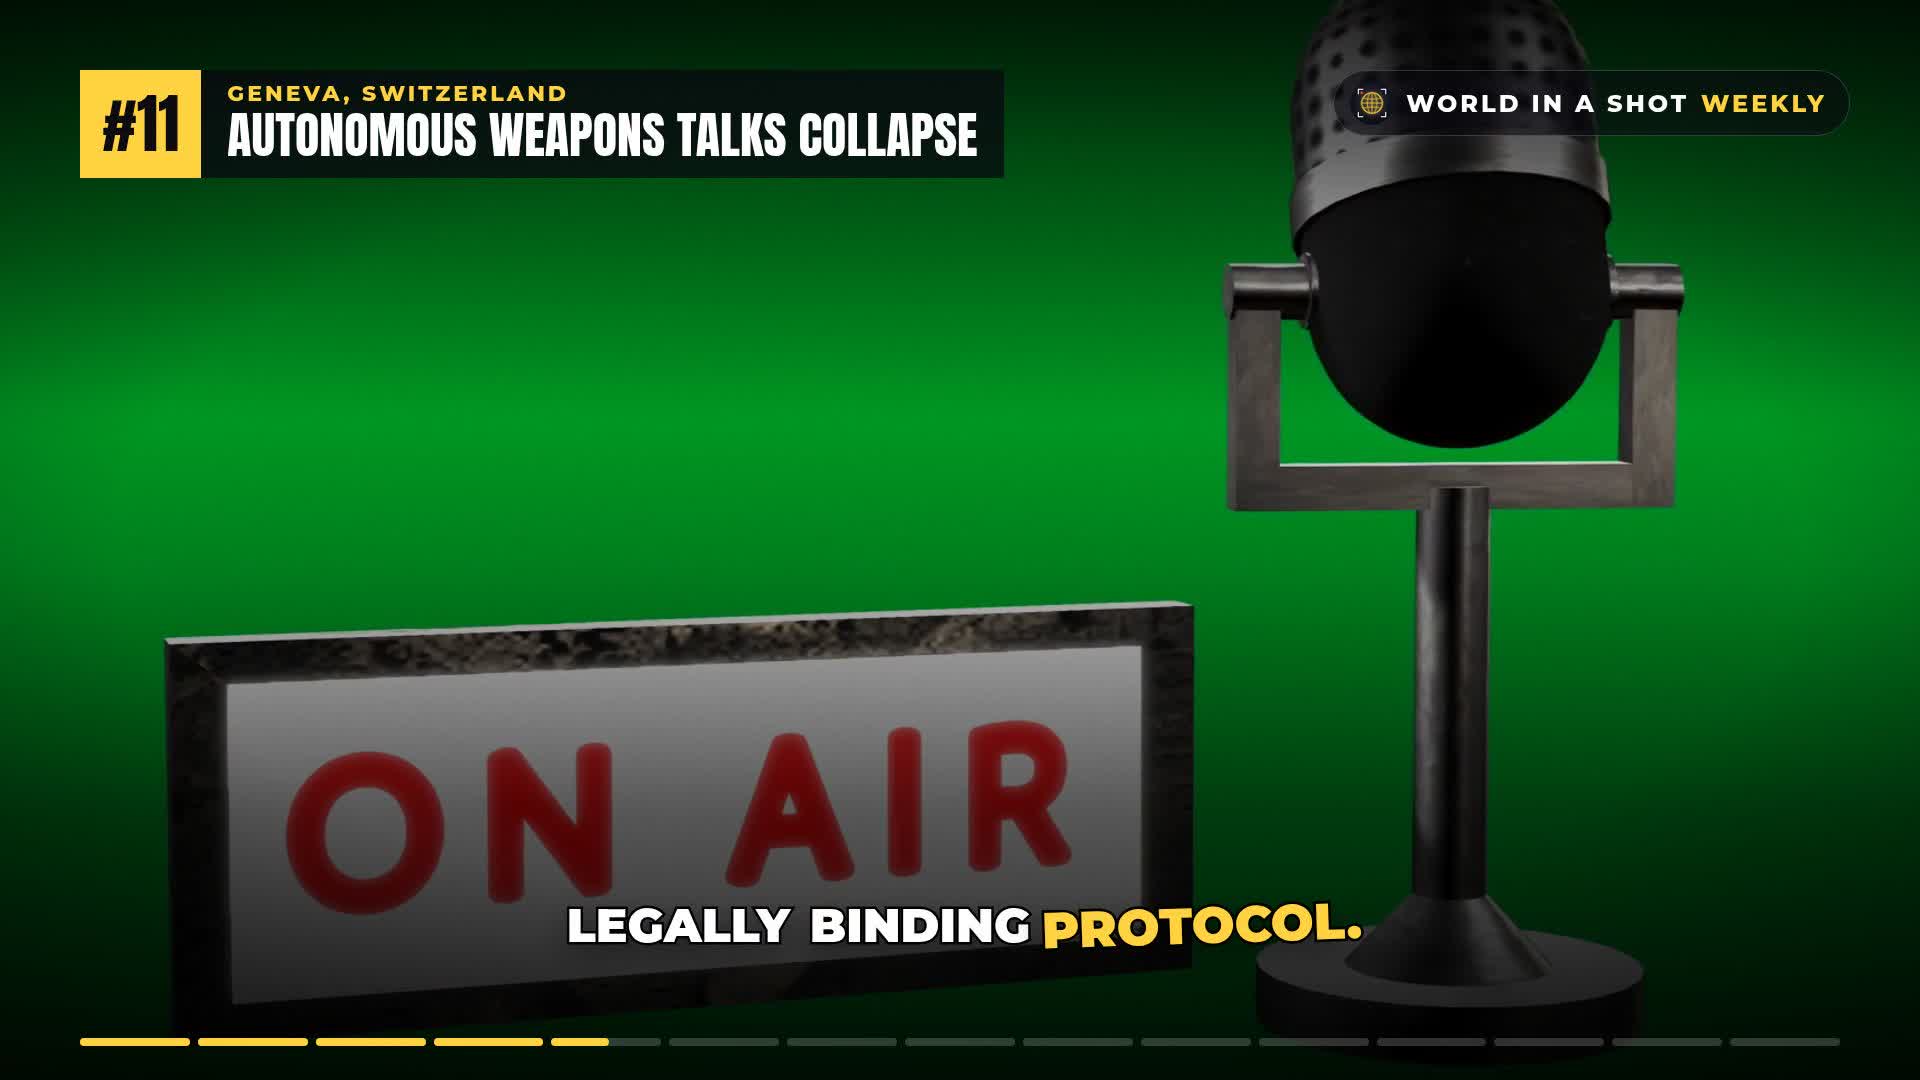 #11
GENEVA, SWITZERLAND
AUTONOMOUS WEAPONS TALKS COLLAPSE
WORLD IN A SHOT WEEKLY
ON AIR
LEGALLY BINDING PROTOCOL.